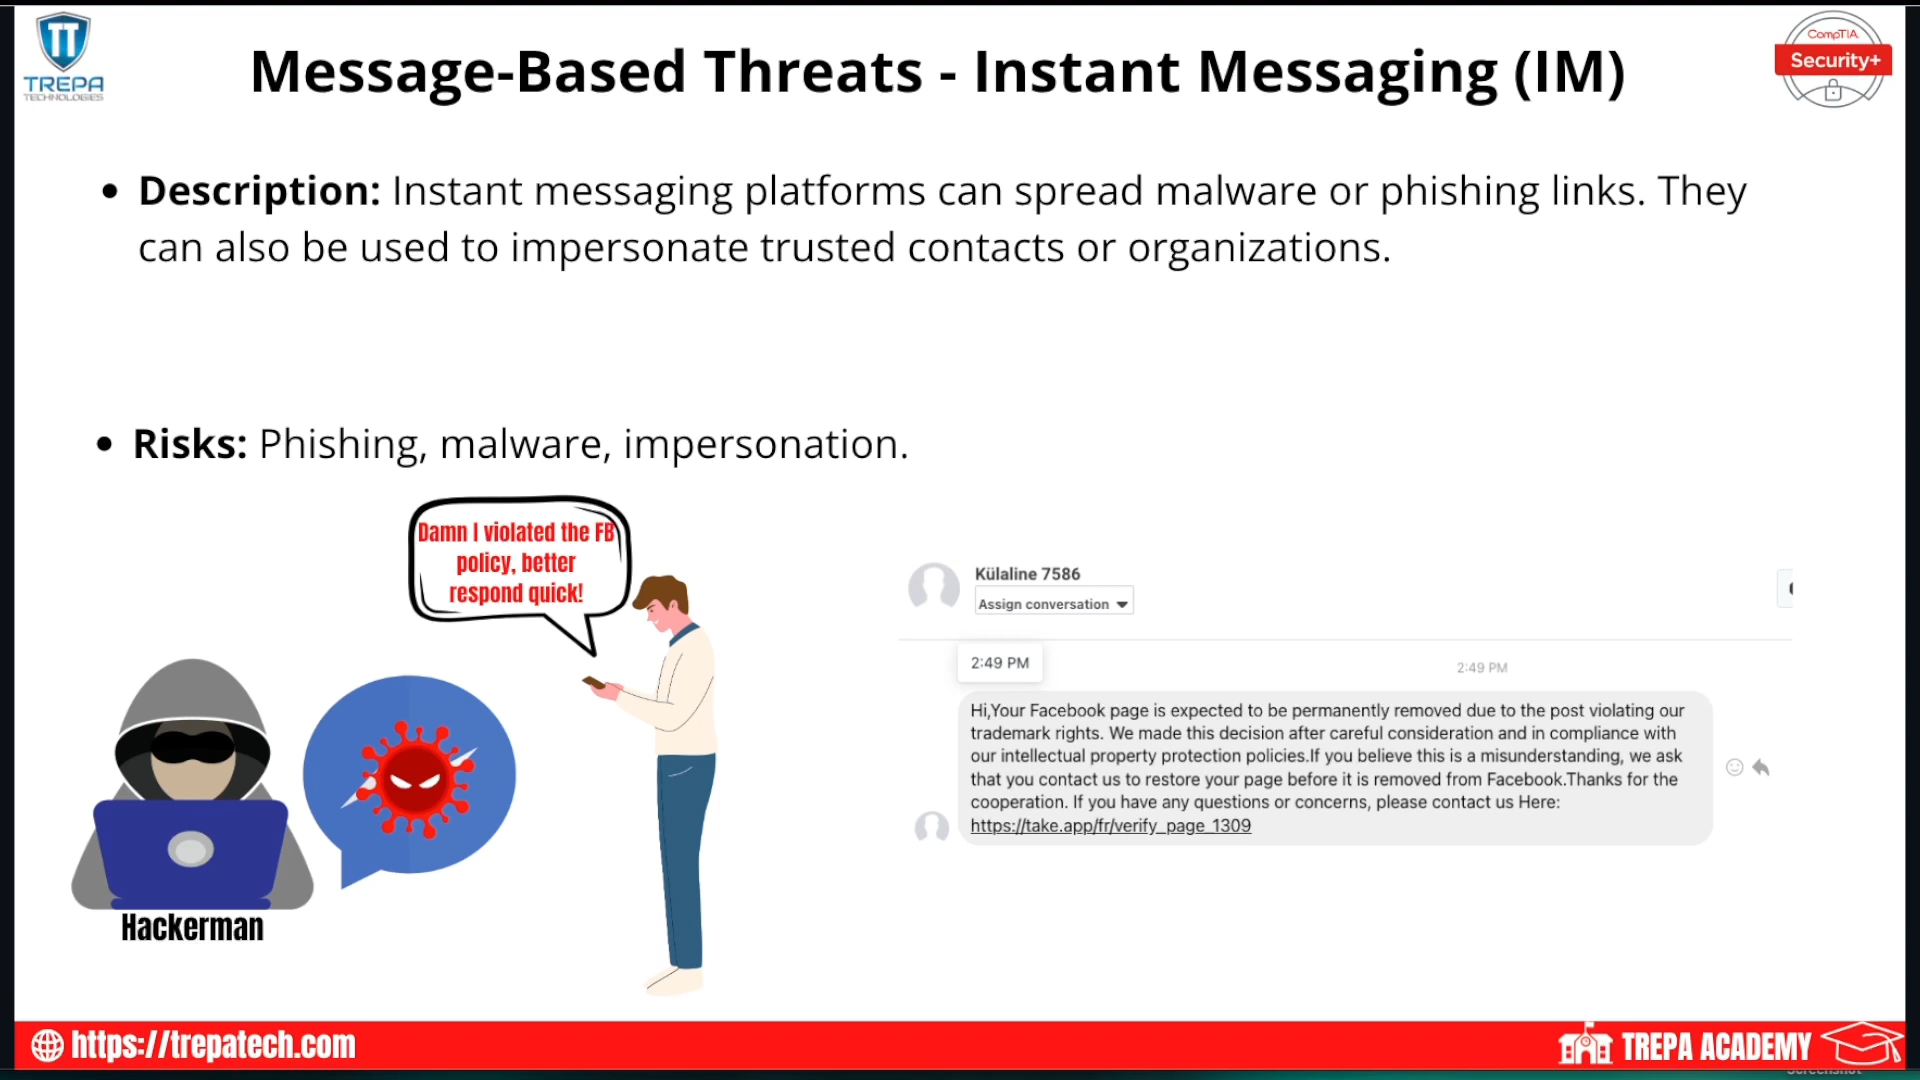 TREPA
TECHNOLOGIES
Message-Based Threats - Instant Messaging (IM)
CompTIA.
Security+
• Description: Instant messaging platforms can spread malware or phishing links. They
can also be used to impersonate trusted contacts or organizations.
• Risks: Phishing, malware, impersonation.
Damn I violated the FB
policy, better
respond quick!
Hackerman
Külaline 7586
Assign conversation
2:49 PM
2:49 PM
Hi,Your Facebook page is expected to be permanently removed due to the post violating our
trademark rights. We made this decision after careful consideration and in compliance with
our intellectual property protection policies.If you believe this is a misunderstanding, we ask
that you contact us to restore your page before it is removed from Facebook.Thanks for the
cooperation. If you have any questions or concerns, please contact us Here:
https://take.app/fr/verify_page_1309
https://trepatech.com
TREPA ACADEMY